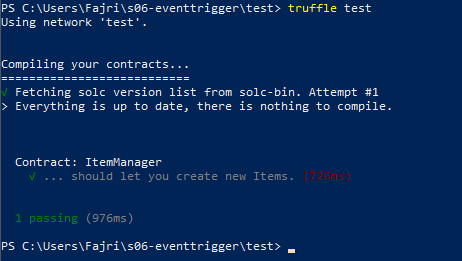 PS C:\Users\Fajri\s06-eventtrigger\test> truffle test
Using network 'test'.
Compiling your contracts...
===========================
√ Fetching solc version list from solc-bin. Attempt #1
> Everything is up to date, there is nothing to compile.
Contract: ItemManager
√ ... should let you create new Items. (726ms)
1 passing (976ms)
PS C:\Users\Fajri\s06-eventtrigger\test>